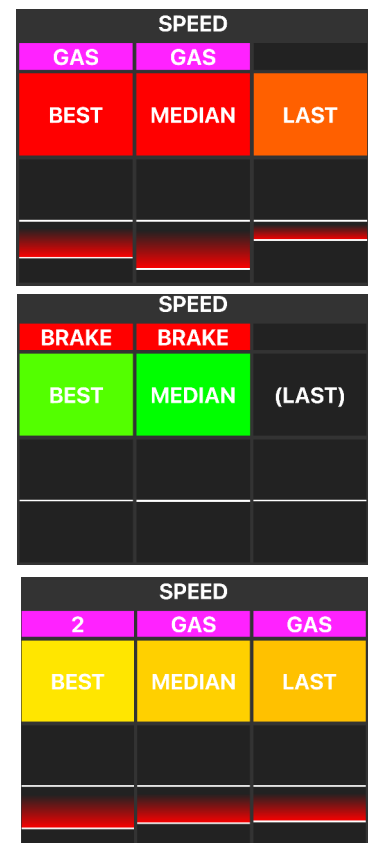 SPEED
GAS GAS
BEST MEDIAN LAST
SPEED
BRAKE BRAKE
BEST MEDIAN (LAST)
SPEED
2 GAS GAS
BEST MEDIAN LAST